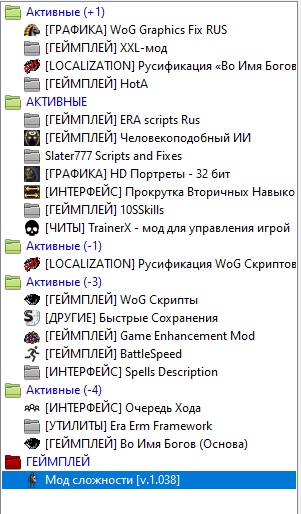 Активные (+1)
[ГРАФИКА] WoG Graphics Fix RUS
[ГЕЙМПЛЕЙ] XXL-мод
[LOCALIZATION] Русификация «Во Имя Богов
[ГЕЙМПЛЕЙ] HotA
АКТИВНЫЕ
[ГЕЙМПЛЕЙ] ERA scripts Rus
[ГЕЙМПЛЕЙ] Человекоподобный ИИ
Slater777 Scripts and Fixes
[ГРАФИКА] HD Портреты - 32 бит
[ИНТЕРФЕЙС] Прокрутка Вторичных Навыко
[ГЕЙМПЛЕЙ] 10SSkills
[ЧИТЫ] TrainerX - мод для управления игрой
Активные (-1)
[LOCALIZATION] Русификация WoG Скриптов
Активные (-3)
[ГЕЙМПЛЕЙ] WoG Скрипты
[ДРУГИЕ] Быстрые Сохранения
[ГЕЙМПЛЕЙ] Game Enhancement Mod
[ГЕЙМПЛЕЙ] BattleSpeed
[ИНТЕРФЕЙС] Spells Description
Активные (-4)
[ИНТЕРФЕЙС] Очередь Хода
[УТИЛИТЫ] Era Erm Framework
[ГЕЙМПЛЕЙ] Во Имя Богов (Основа)
ГЕЙМПЛЕЙ
Мод сложности [v.1.038]